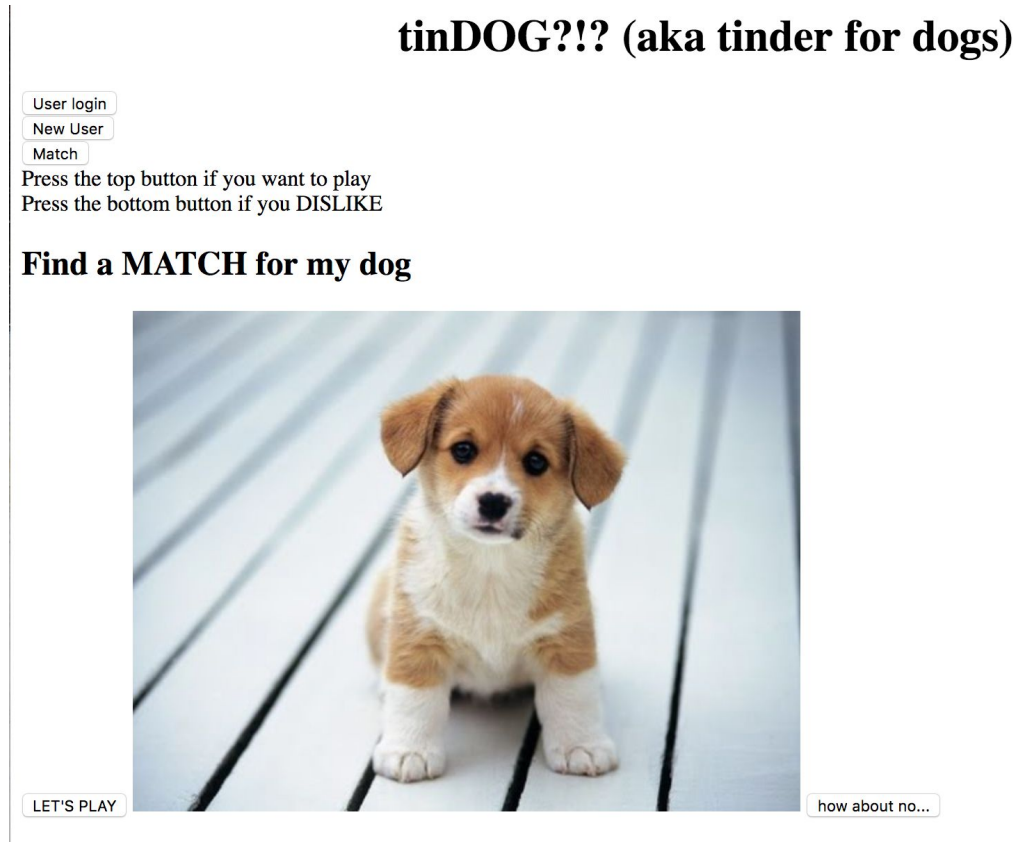 tinDOG?!? (aka tinder for dogs)
User login
New User
Match
Press the top button if you want to play
Press the bottom button if you DISLIKE
Find a MATCH for my dog
LET'S PLAY
how about no...